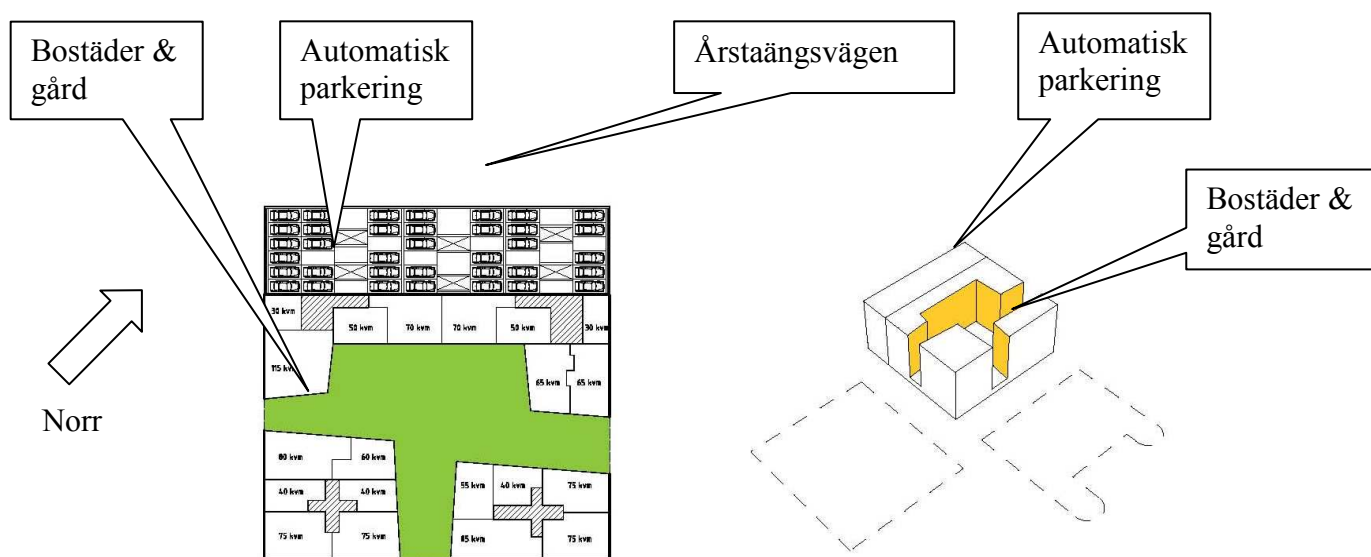 Bostäder &
gård
Automatisk
parkering
Årstaängsvägen
Automatisk
parkering
Bostäder &
gård
Norr
30 kvm
50 kvm
70 kvm
70 kvm
50 kvm
30 kvm
115 kvm
65 kvm
65 kvm
80 kvm
60 kvm
40 kvm
40 kvm
75 kvm
75 kvm
55 kvm
40 kvm
75 kvm
85 kvm
75 kvm